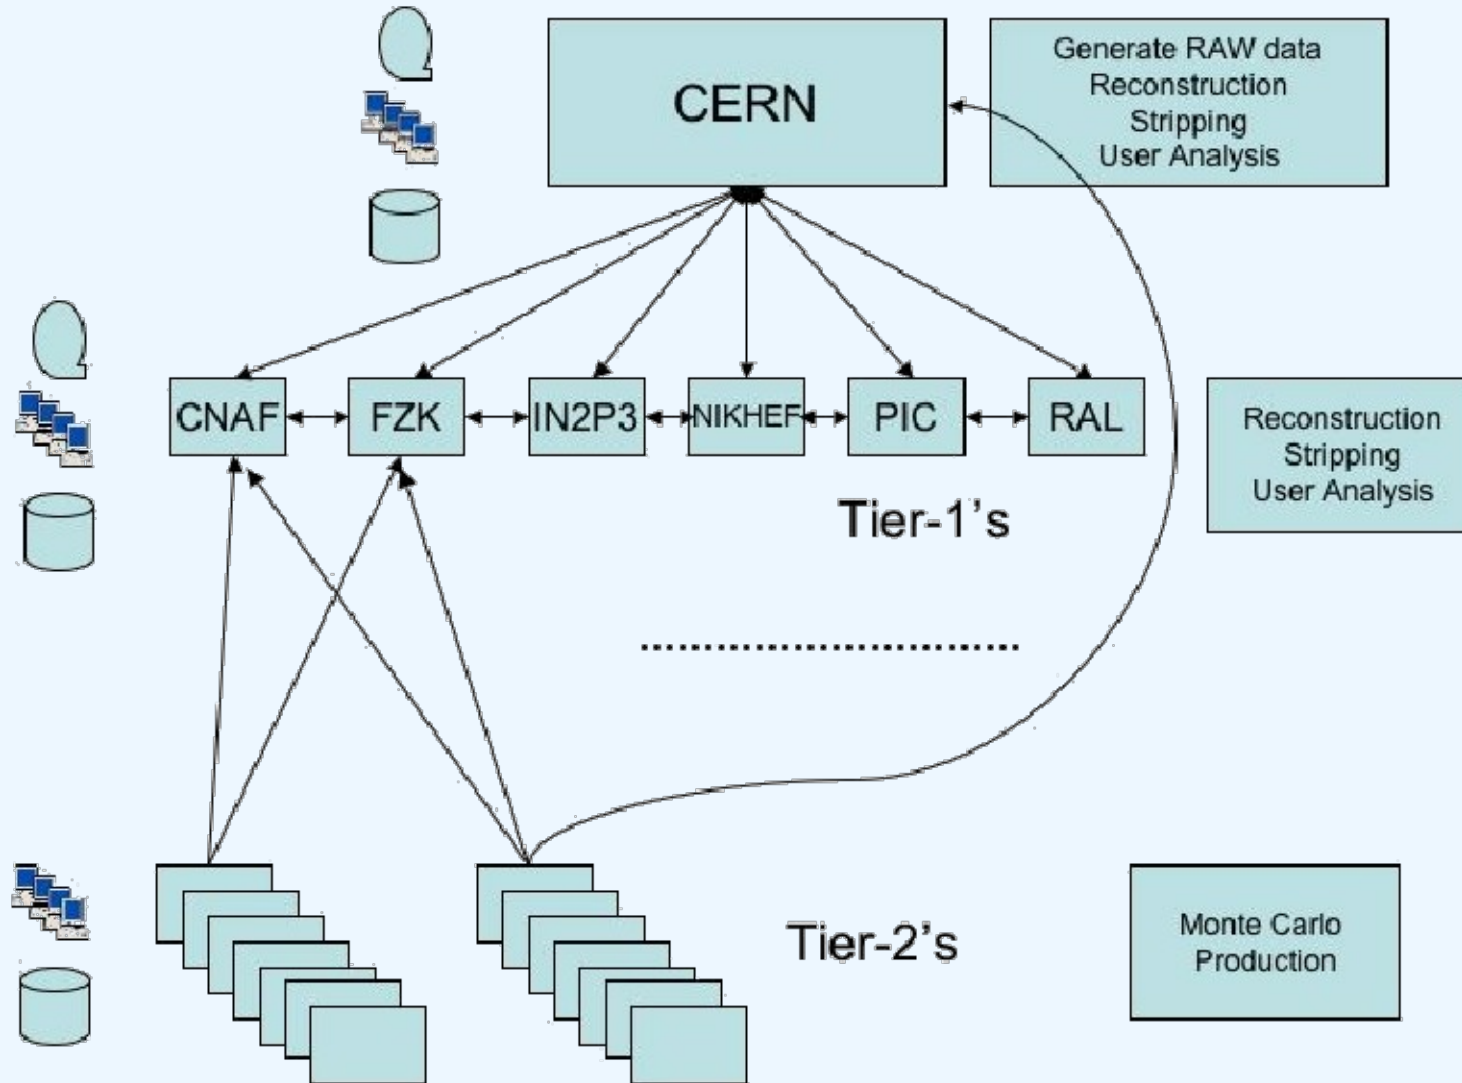 CERN
Generate RAW data
Reconstruction
Stripping
User Analysis
CNAF
FZK
IN2P3
NIKHEF
PIC
RAL
Reconstruction
Stripping
User Analysis
Tier-1's
Tier-2's
Monte Carlo
Production